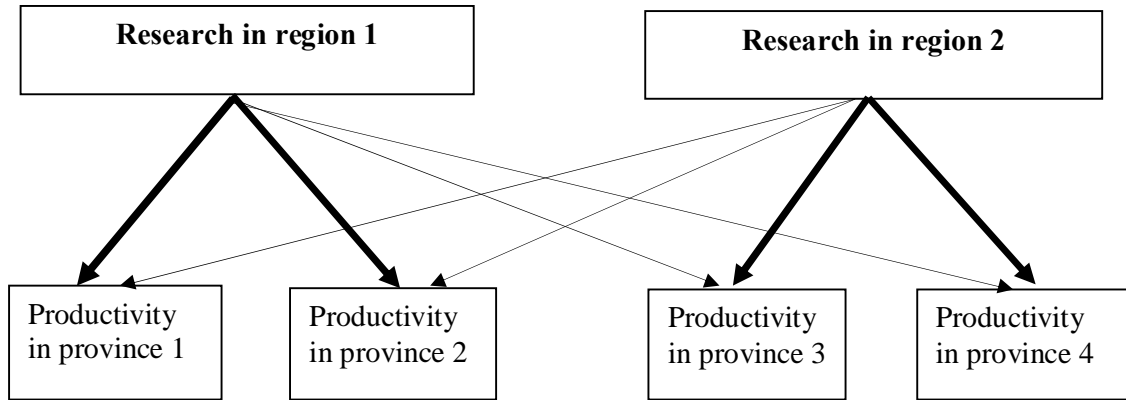 Research in region 1
Research in region 2
Productivity
in province 1
Productivity
in province 2
Productivity
in province 3
Productivity
in province 4